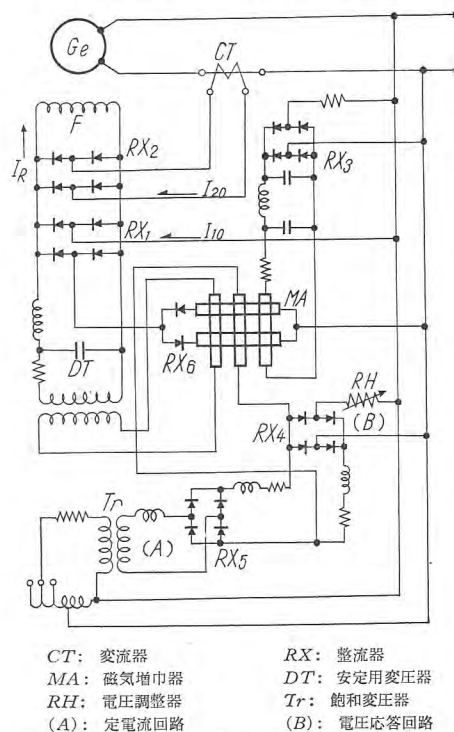 Ge
CT
F
RX2
IR
RX3
I20
RX1
I10
MA
DT
RX6
RH
(B)
RX4
Tr
(A)
RX5
CT: 変流器
RX: 整流器
MA: 磁気増巾器
DT: 安定用変圧器
RH: 電圧調整器
Tr: 飽和変圧器
(A): 定電流回路
(B): 電圧応答回路